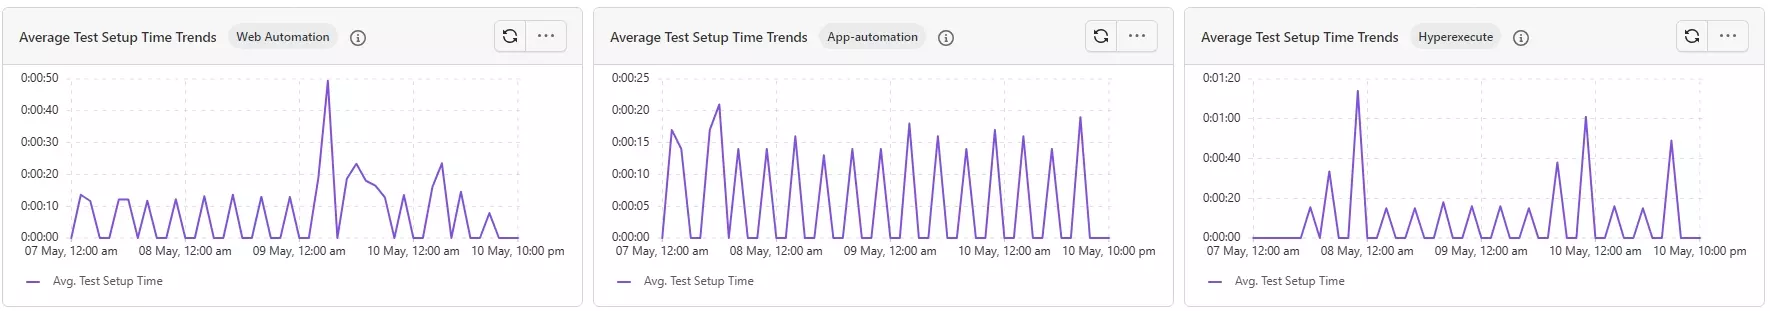 Average Test Setup Time Trends Web Automation
0:00:50
0:00:40
0:00:30
0:00:20
0:00:10
0:00:00
07 May, 12:00 am 08 May, 12:00 am 09 May, 12:00 am 10 May, 12:00 am 10 May, 10:00 pm
Avg. Test Setup Time
Average Test Setup Time Trends App-automation
0:00:25
0:00:20
0:00:15
0:00:10
0:00:05
0:00:00
07 May, 12:00 am 08 May, 12:00 am 09 May, 12:00 am 10 May, 12:00 am 10 May, 10:00 pm
Avg. Test Setup Time
Average Test Setup Time Trends Hyperexecute
0:01:20
0:01:00
0:00:40
0:00:20
0:00:00
07 May, 12:00 am 08 May, 12:00 am 09 May, 12:00 am 10 May, 12:00 am 10 May, 10:00 pm
Avg. Test Setup Time